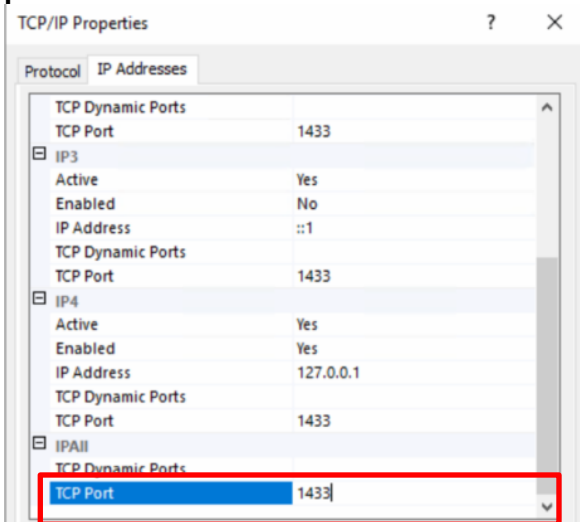 TCP/IP Properties ? ×
Protocol IP Addresses
TCP Dynamic Ports
TCP Port 1433
IP3
Active Yes
Enabled No
IP Address ::1
TCP Dynamic Ports
TCP Port 1433
IP4
Active Yes
Enabled Yes
IP Address 127.0.0.1
TCP Dynamic Ports
TCP Port 1433
IPAll
TCP Dynamic Ports
TCP Port 1433